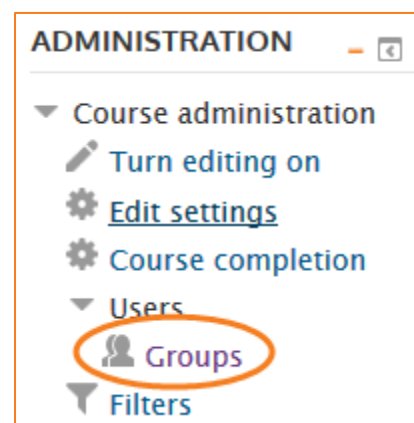 ADMINISTRATION
Course administration
Turn editing on
Edit settings
Course completion
Users
Groups
Filters